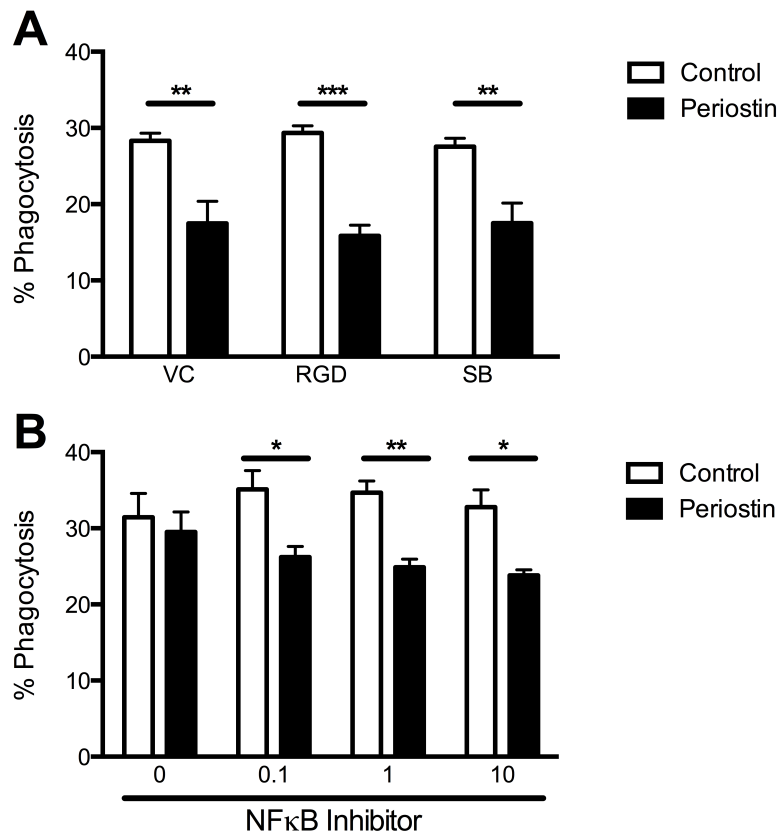 A
% Phagocytosis
40
30
20
10
0
** *** **
VC RGD SB
Control
Periostin
B
% Phagocytosis
40
30
20
10
0
* ** *
0 0.1 1 10
NFκB Inhibitor
Control
Periostin